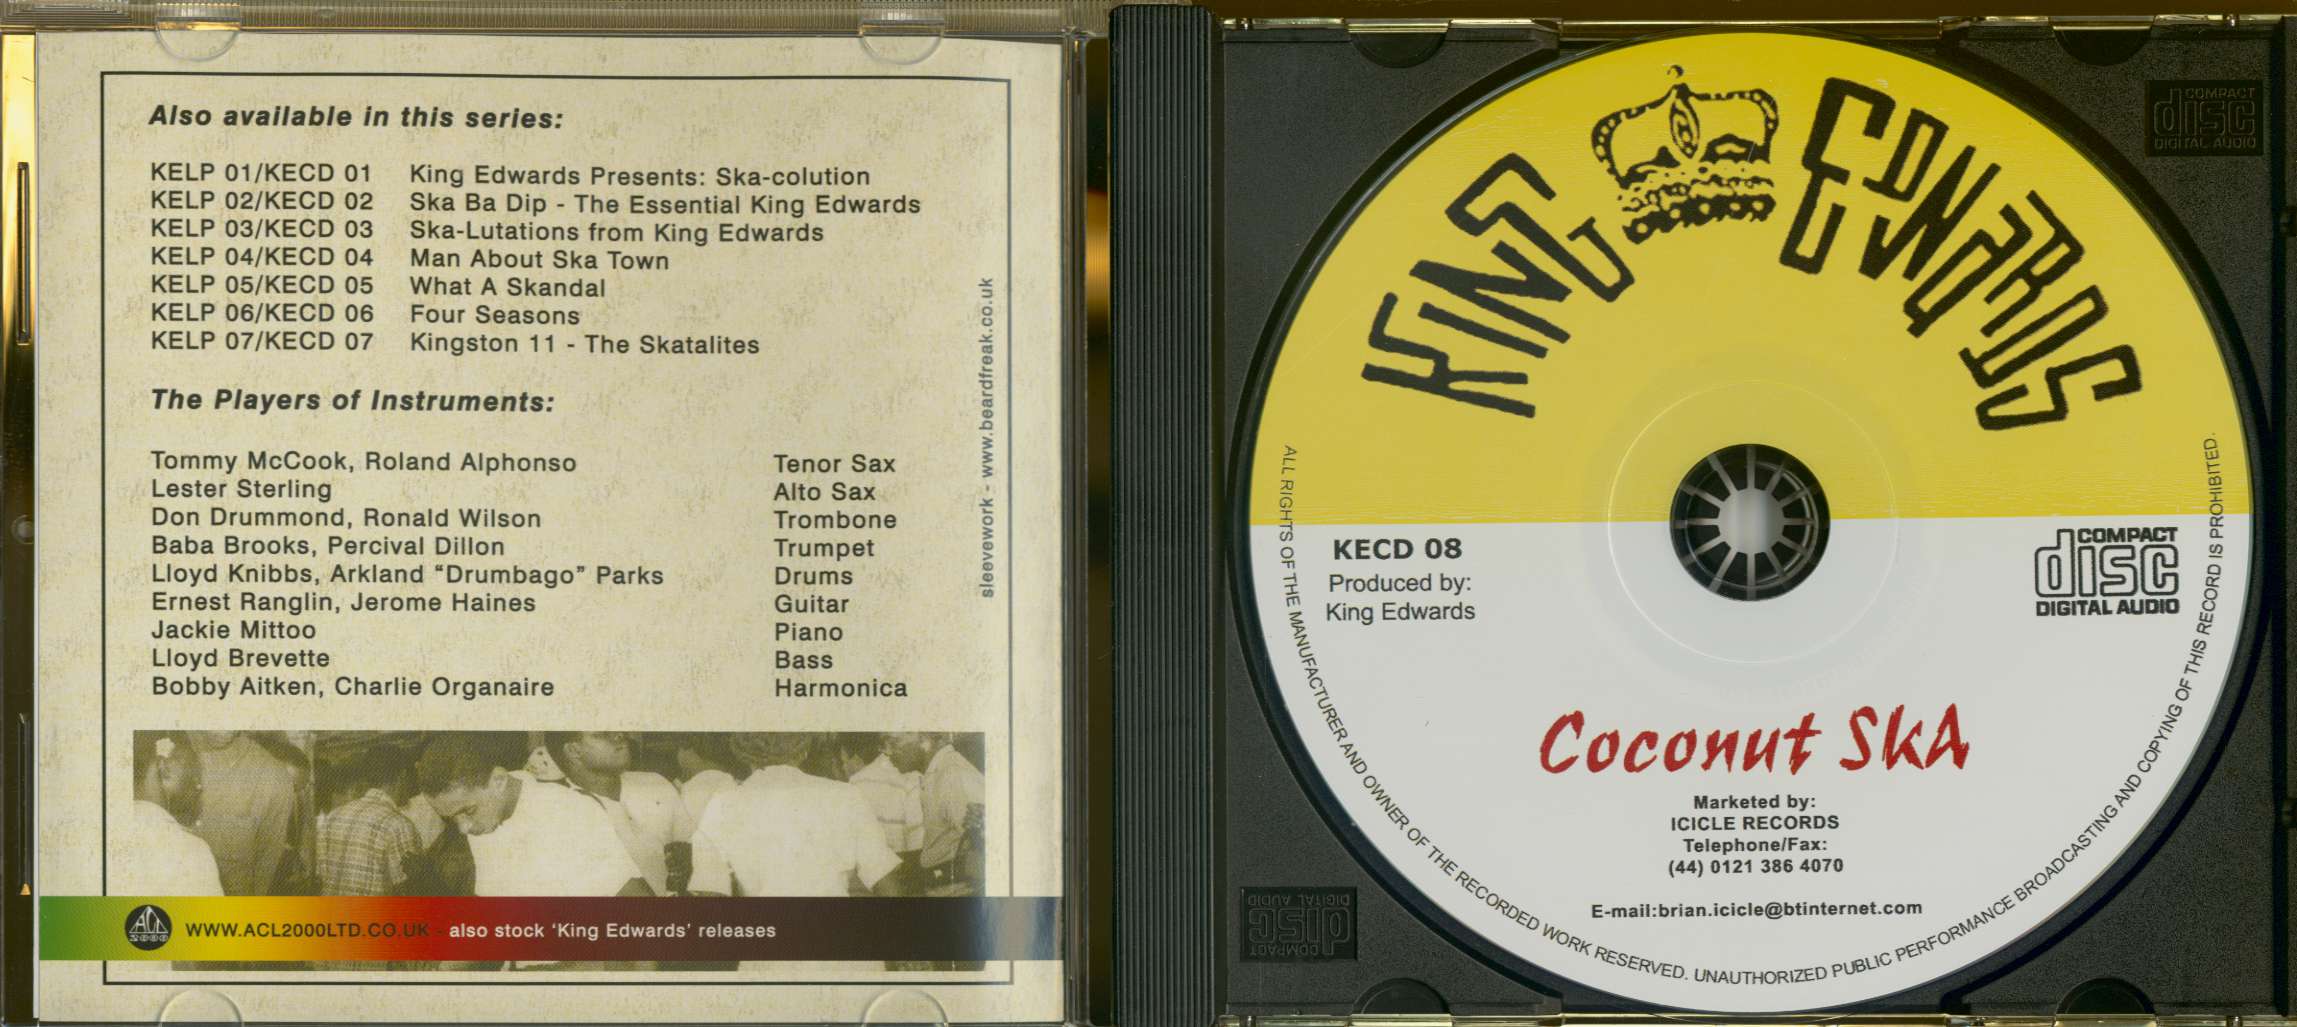 Also available in this series:
KELP 01/KECD 01 King Edwards Presents: Ska-colution
KELP 02/KECD 02 Ska Ba Dip - The Essential King Edwards
KELP 03/KECD 03 Ska-Lutations from King Edwards
KELP 04/KECD 04 Man About Ska Town
KELP 05/KECD 05 What A Skandal
KELP 06/KECD 06 Four Seasons
KELP 07/KECD 07 Kingston 11 - The Skatalites
The Players of Instruments:
Tommy McCook, Roland Alphonso Tenor Sax
Lester Sterling Alto Sax
Don Drummond, Ronald Wilson Trombone
Baba Brooks, Percival Dillon Trumpet
Lloyd Knibbs, Arkland “Drumbago” Parks Drums
Ernest Ranglin, Jerome Haines Guitar
Jackie Mittoo Piano
Lloyd Brevette Bass
Bobby Aitken, Charlie Organaire Harmonica
sleevework - www.beardfreak.co.uk
ACL
2000
WWW.ACL2000LTD.CO.UK - also stock ‘King Edwards’ releases
KING EDWARDS
KECD 08
Produced by:
King Edwards
COMPACT
disc
DIGITAL AUDIO
Coconut SkA
Marketed by:
ICICLE RECORDS
Telephone/Fax:
(44) 0121 386 4070
E-mail:brian.icicle@btinternet.com
ALL RIGHTS OF THE MANUFACTURER AND OWNER OF THE RECORDED WORK RESERVED. UNAUTHORIZED PUBLIC PERFORMANCE BROADCASTING AND COPYING OF THIS RECORD IS PROHIBITED.
COMPACT
disc
DIGITAL AUDIO
COMPACT
disc
DIGITAL AUDIO